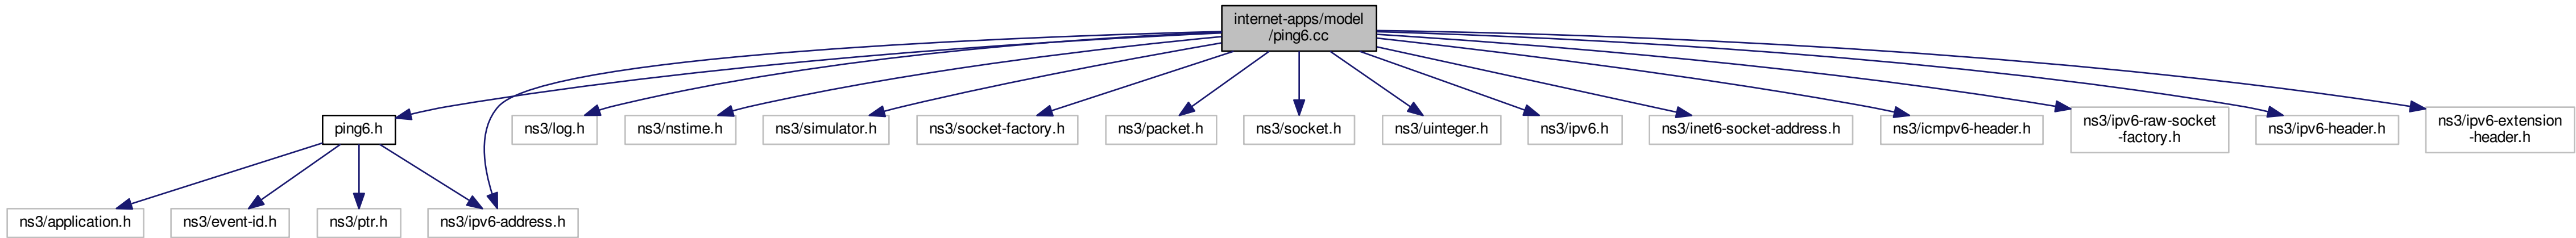 internet-apps/model
/ping6.cc
ping6.h
ns3/log.h
ns3/nstime.h
ns3/simulator.h
ns3/socket-factory.h
ns3/packet.h
ns3/socket.h
ns3/uinteger.h
ns3/ipv6.h
ns3/inet6-socket-address.h
ns3/icmpv6-header.h
ns3/ipv6-raw-socket
-factory.h
ns3/ipv6-header.h
ns3/ipv6-extension
-header.h
ns3/application.h
ns3/event-id.h
ns3/ptr.h
ns3/ipv6-address.h